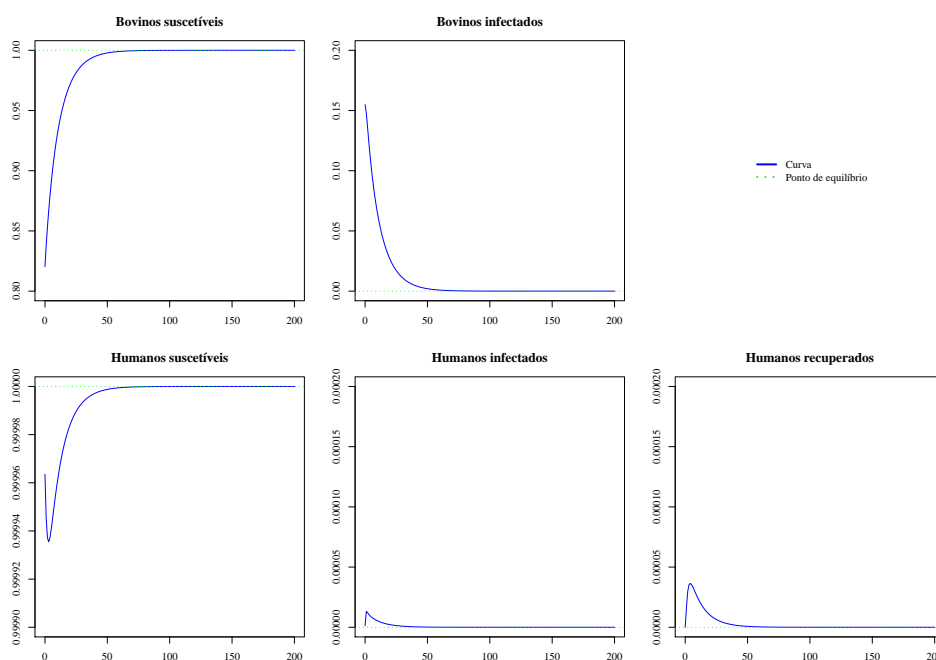 Bovinos suscetíveis
1.00
0.95
0.90
0.85
0.80
0 50 100 150 200
Bovinos infectados
0.20
0.15
0.10
0.05
0.00
0 50 100 150 200
Curva
Ponto de equilíbrio
Humanos suscetíveis
1.00000
0.99998
0.99996
0.99994
0.99992
0.99990
0 50 100 150 200
Humanos infectados
0.00020
0.00015
0.00010
0.00005
0.00000
0 50 100 150 200
Humanos recuperados
0.00020
0.00015
0.00010
0.00005
0.00000
0 50 100 150 200